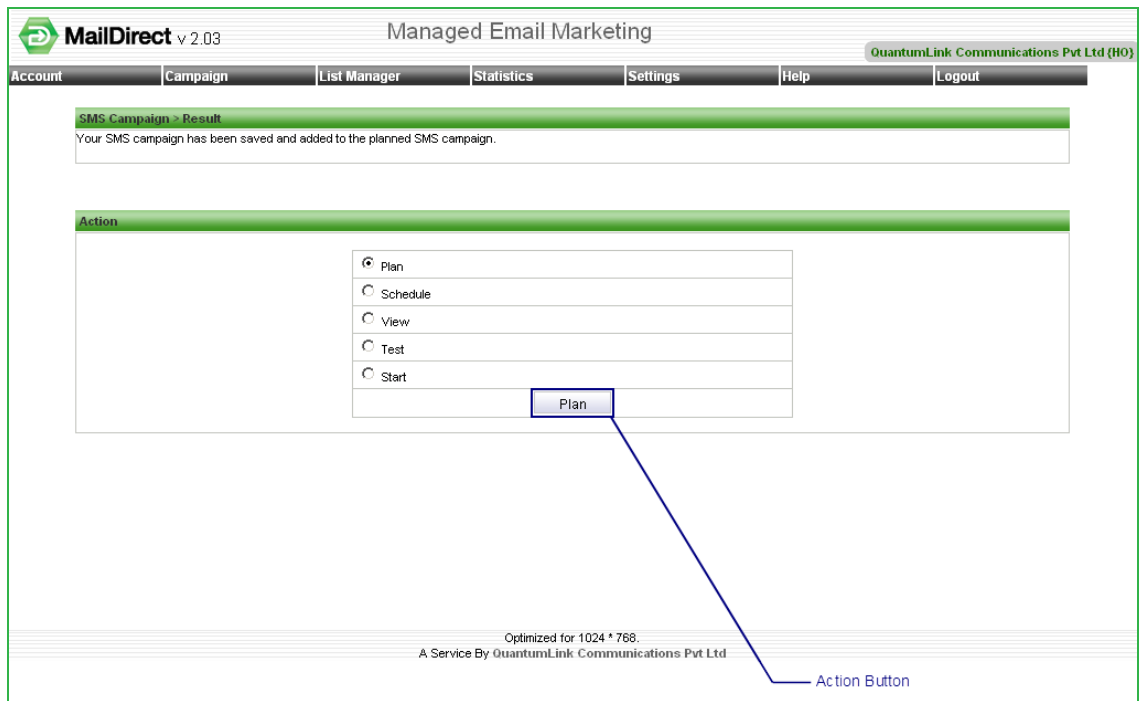 MailDirect v 2.03
Managed Email Marketing
QuantumLink Communications Pvt Ltd (HO)
Account Campaign List Manager Statistics Settings Help Logout
SMS Campaign > Result
Your SMS campaign has been saved and added to the planned SMS campaign.
Action
Plan
Schedule
View
Test
Start
Plan
Optimized for 1024 * 768.
A Service By QuantumLink Communications Pvt Ltd
Action Button